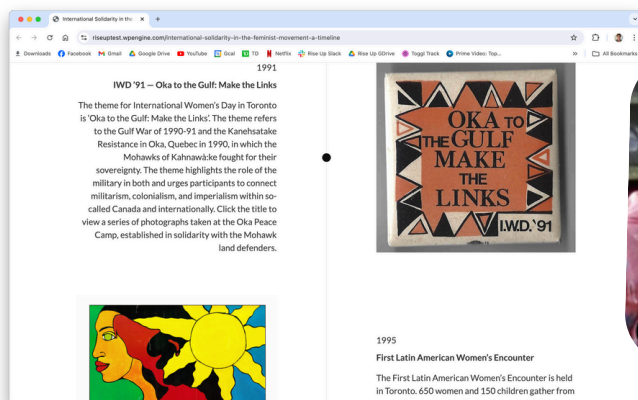 International Solidarity in the
riseuptest.wpengine.com/international-solidarity-in-the-feminist-movement-a-timeline
Downloads Facebook Gmail Google Drive YouTube Gcal TD Netflix Rise Up Slack Rise Up GDrive Toggl Track Prime Video: Top... » All Bookmarks
1991
IWD ’91 — Oka to the Gulf: Make the Links
The theme for International Women’s Day in Toronto
is ‘Oka to the Gulf: Make the Links’. The theme refers
to the Gulf War of 1990-91 and the Kanehsatake
Resistance in Oka, Quebec in 1990, in which the
Mohawks of Kahnawà:ke fought for their
sovereignty. The theme highlights the role of the
military in both and urges participants to connect
militarism, colonialism, and imperialism within so-
called Canada and internationally. Click the title to
view a series of photographs taken at the Oka Peace
Camp, established in solidarity with the Mohawk
land defenders.
OKA TO
THE GULF
MAKE
THE
LINKS
I.W.D.'91
1995
First Latin American Women’s Encounter
The First Latin American Women’s Encounter is held
in Toronto. 650 women and 150 children gather from